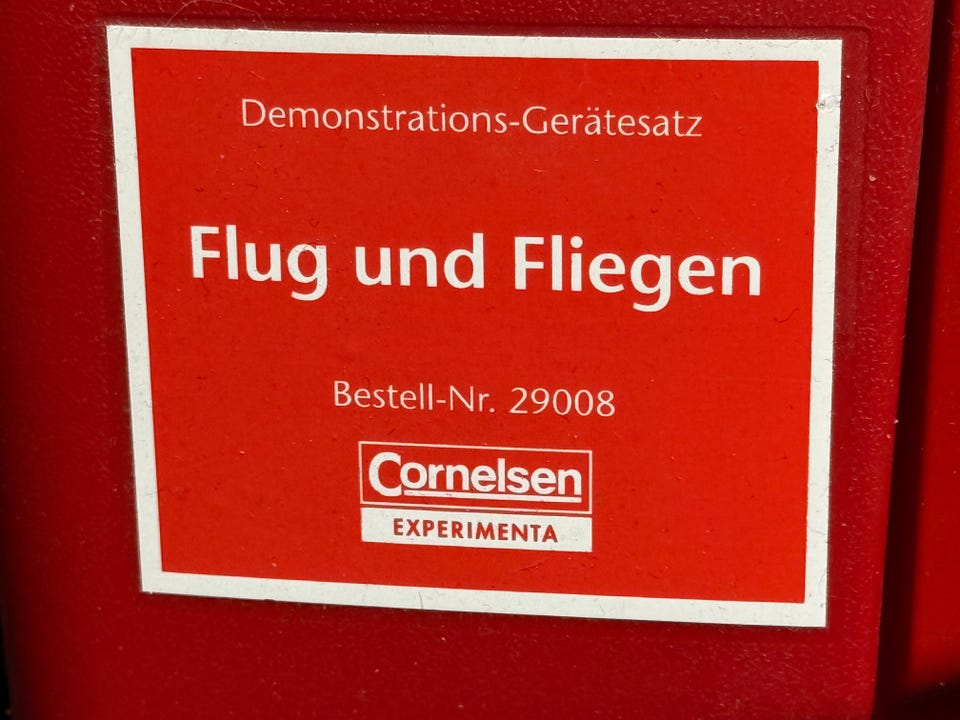 Demonstrations-Gerätesatz
Flug und Fliegen
Bestell-Nr. 29008
Cornelsen
EXPERIMENTA